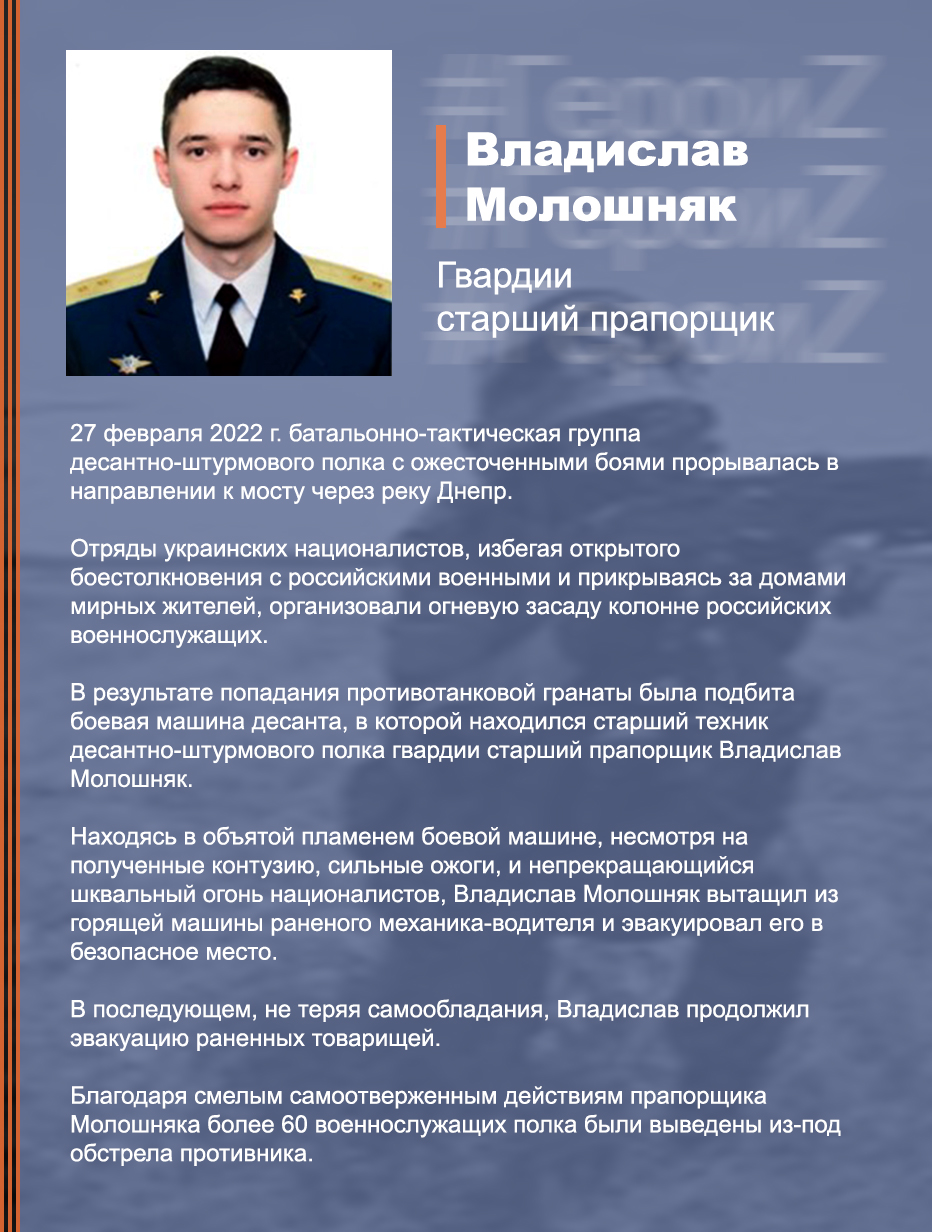 #ГероиZ
#ГероиZ
#ГероиZ
Владислав
Молошняк
Гвардии
старший прапорщик
27 февраля 2022 г. батальонно-тактическая группа
десантно-штурмового полка с ожесточенными боями прорывалась в
направлении к мосту через реку Днепр.
Отряды украинских националистов, избегая открытого
боестолкновения с российскими военными и прикрываясь за домами
мирных жителей, организовали огневую засаду колонне российских
военнослужащих.
В результате попадания противотанковой гранаты была подбита
боевая машина десанта, в которой находился старший техник
десантно-штурмового полка гвардии старший прапорщик Владислав
Молошняк.
Находясь в объятой пламенем боевой машине, несмотря на
полученные контузию, сильные ожоги, и непрекращающийся
шквальный огонь националистов, Владислав Молошняк вытащил из
горящей машины раненого механика-водителя и эвакуировал его в
безопасное место.
В последующем, не теряя самообладания, Владислав продолжил
эвакуацию раненных товарищей.
Благодаря смелым самоотверженным действиям прапорщика
Молошняка более 60 военнослужащих полка были выведены из-под
обстрела противника.